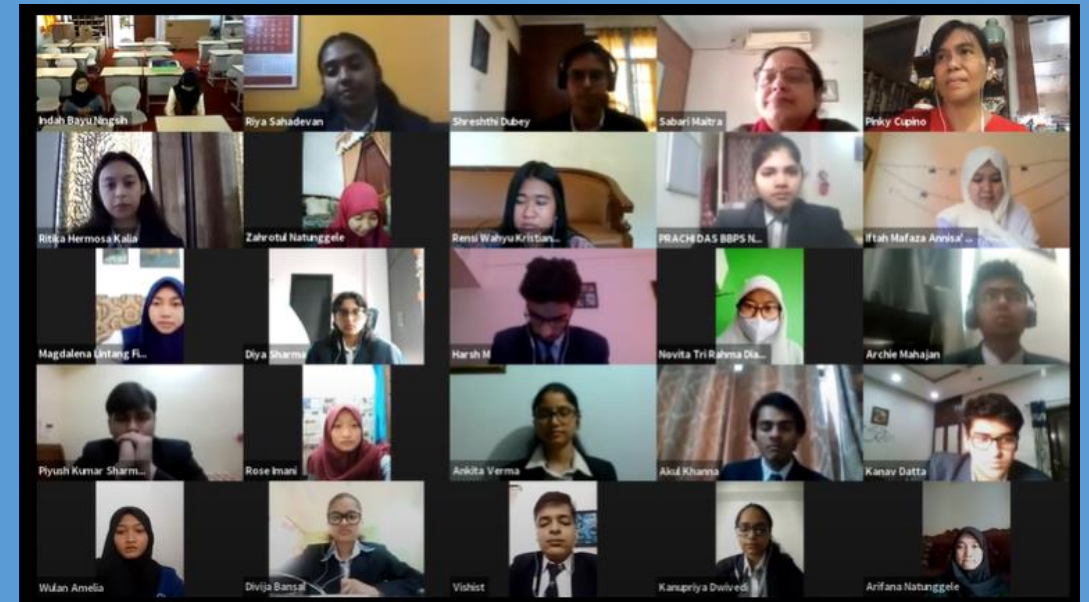 Indah Bayu Ningsih
Riya Sahadevan
Shreshthi Dubey
Sabari Maitra
Pinky Cupino
Ritika Hermosa Kalia
Zahrotul Natunggele
Rensi Wahyu Kristian...
PRACHI DAS BBPS N...
Iftah Mafaza Annisa'...
Magdalena Lintang Fi...
Diya Sharma
Harsh M
Novita Tri Rahma Dia...
Archie Mahajan
Piyush Kumar Sharm...
Rose Imani
Ankita Verma
Akul Khanna
Kanav Datta
Wulan Amelia
Divija Bansal
Vishist
Kanupriya Dwivedi
Arifana Natunggele